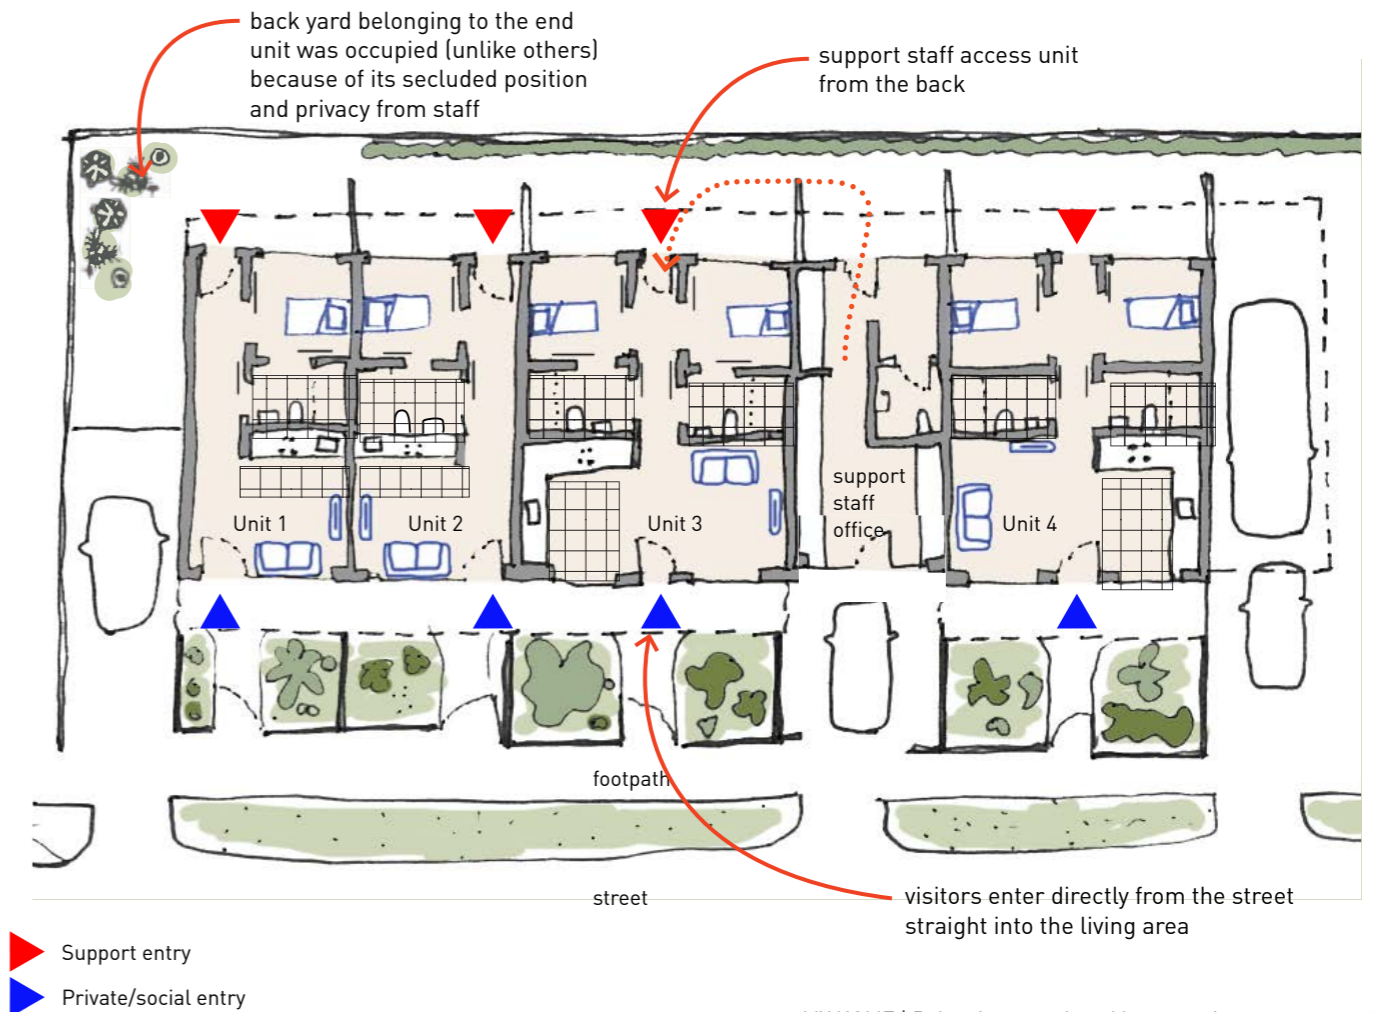 back yard belonging to the end
unit was occupied (unlike others)
because of its secluded position
and privacy from staff
support staff access unit
from the back
support
staff
office
Unit 1
Unit 2
Unit 3
Unit 4
footpath
street
visitors enter directly from the street
straight into the living area
Support entry
Private/social entry